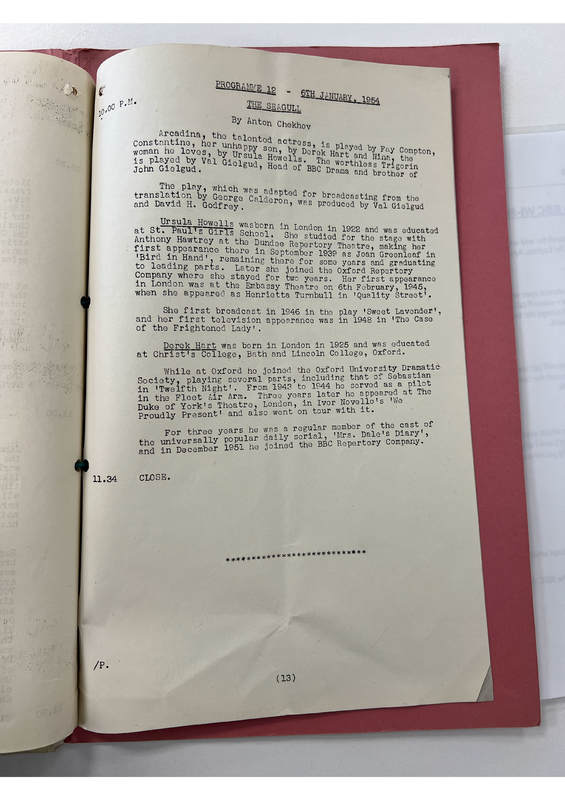 PROGRAMME 12 - 6TH JANUARY, 1954
10.00 P.M.
THE SEAGULL
By Anton Chekhov
Arcadina, the talented actress, is played by Fay Compton,
Constantine, her unhappy son, by Derek Hart and Nina, the
woman he loves, by Ursula Howells. The worthless Trigorin
is played by Val Gielgud, Head of BBC Drama and brother of
John Gielgud.
The play, which was adapted for broadcasting from the
translation by George Calderon, was produced by Val Gielgud
and David H. Godfrey.
Ursula Howells wasborn in London in 1922 and was educated
at St. Paul's Girls School. She studied for the stage with
Anthony Hawtrey at the Dundee Repertory Theatre, making her
first appearance there in September 1939 as Joan Greenleaf in
'Bird in Hand', remaining there for some years and graduating
to leading parts. Later she joined the Oxford Repertory
Company where she stayed for two years. Her first appearance
in London was at the Embassy Theatre on 6th February, 1945,
when she appeared as Henrietta Turnbull in 'Quality Street'.
She first broadcast in 1946 in the play 'Sweet Lavender',
and her first television appearance was in 1948 in 'The Case
of the Frightened Lady'.
Derek Hart was born in London in 1925 and was educated
at Christ's College, Bath and Lincoln College, Oxford.
While at Oxford he joined the Oxford University Dramatic
Society, playing several parts, including that of Sebastian
in 'Twelfth Night'. From 1943 to 1944 he served as a pilot
in the Fleet Air Arm. Three years later he appeared at The
Duke of York's Theatre, London, in Ivor Novello's 'We
Proudly Present' and also went on tour with it.
For three years he was a regular member of the cast of
the universally popular daily serial, 'Mrs. Dale's Diary',
and in December 1951 he joined the BBC Repertory Company.
11.34 CLOSE.
/P.
(13)